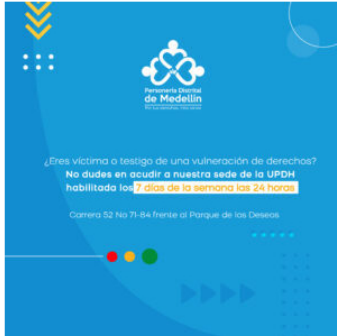 Personería Distrital
de Medellín
¿Eres víctima o testigo de una vulneración de derechos?
No dudes en acudir a nuestra sede de la UPDH
habilitada los 7 días de la semana las 24 horas
Carrera 52 No 71-84 frente al Parque de los Deseos